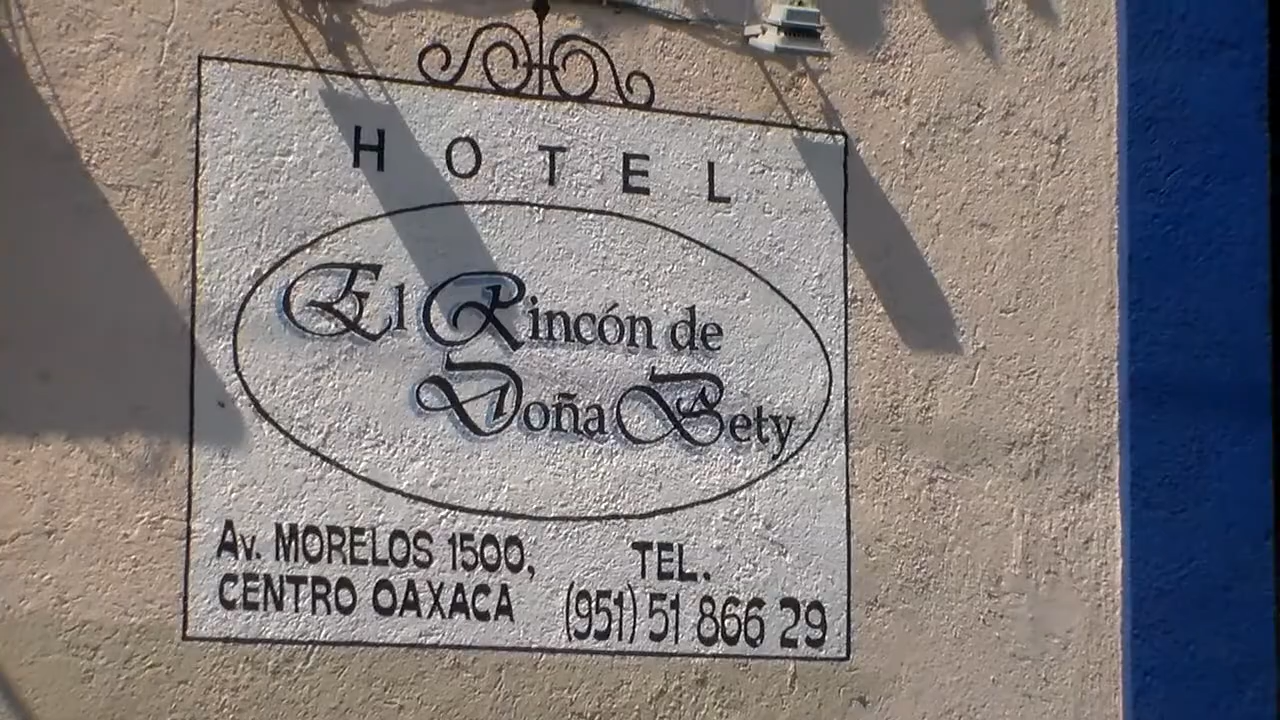 HOTEL
El Rincón de
Doña Bety
Av. MORELOS 1500,
CENTRO OAXACA
TEL.
(951) 51 866 29